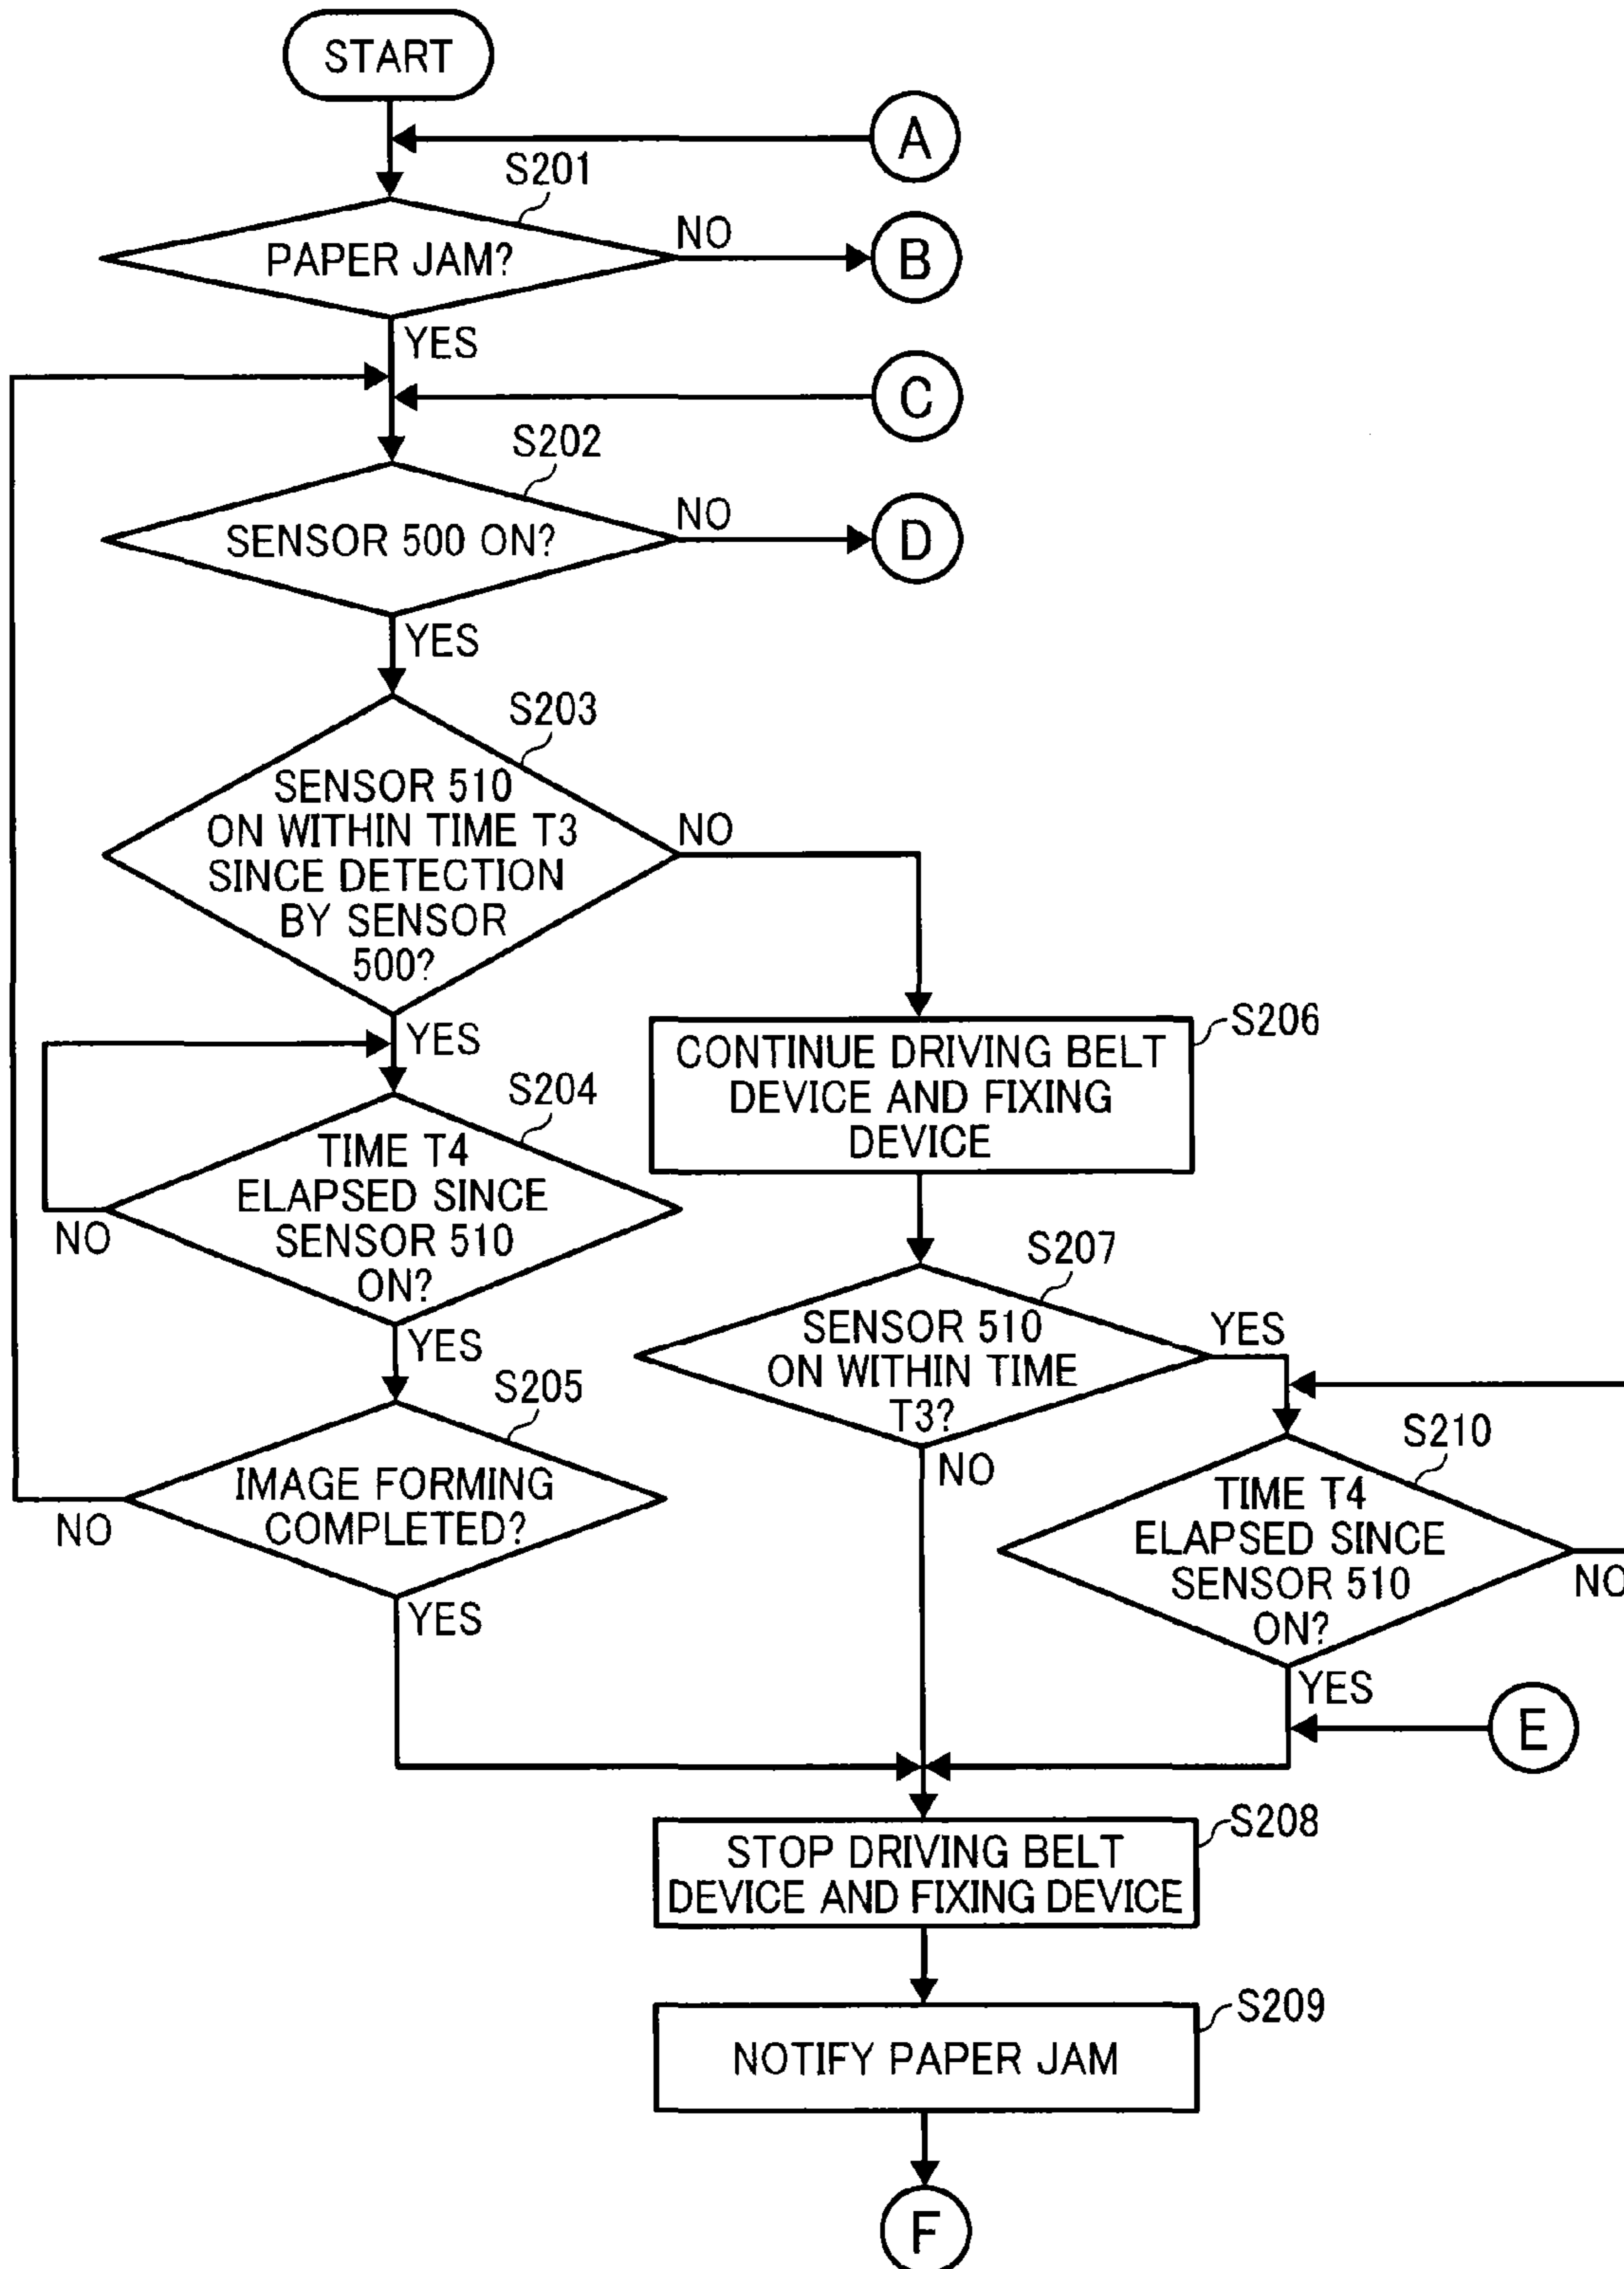 START
A
S201
PAPER JAM?
NO
B
YES
C
S202
SENSOR 500 ON?
NO
D
YES
S203
SENSOR 510
ON WITHIN TIME T3
SINCE DETECTION
BY SENSOR
500?
NO
YES
S204
TIME T4
ELAPSED SINCE
SENSOR 510
ON?
NO
YES
S205
IMAGE FORMING
COMPLETED?
NO
YES
S206
CONTINUE DRIVING BELT
DEVICE AND FIXING
DEVICE
S207
SENSOR 510
ON WITHIN TIME
T3?
YES
NO
S210
TIME T4
ELAPSED SINCE
SENSOR 510
ON?
NO
YES
E
S208
STOP DRIVING BELT
DEVICE AND FIXING DEVICE
S209
NOTIFY PAPER JAM
F